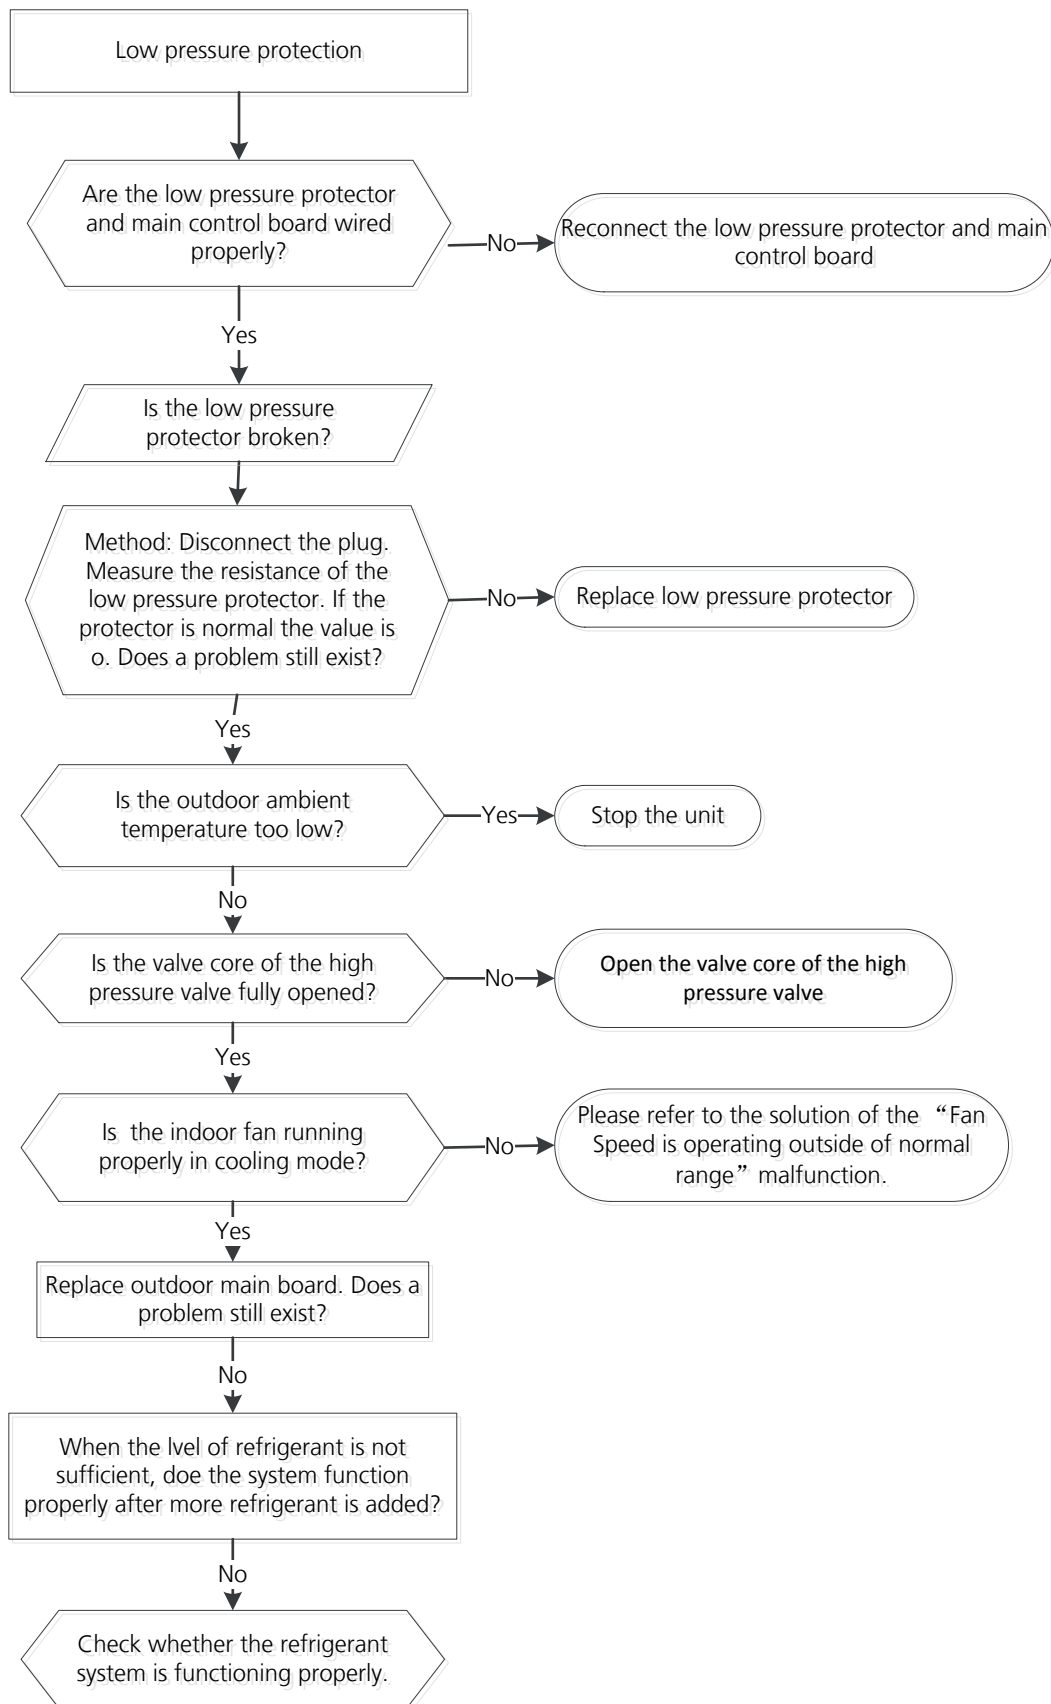 Low pressure protection
Are the low pressure protector
and main control board wired
properly?
No
Reconnect the low pressure protector and main
control board
Yes
Is the low pressure
protector broken?
Method: Disconnect the plug.
Measure the resistance of the
low pressure protector. If the
protector is normal the value is
o. Does a problem still exist?
No
Replace low pressure protector
Yes
Is the outdoor ambient
temperature too low?
Yes
Stop the unit
No
Is the valve core of the high
pressure valve fully opened?
No
Open the valve core of the high
pressure valve
Yes
Is the indoor fan running
properly in cooling mode?
No
Please refer to the solution of the “Fan
Speed is operating outside of normal
range” malfunction.
Yes
Replace outdoor main board. Does a
problem still exist?
No
When the lvel of refrigerant is not
sufficient, doe the system function
properly after more refrigerant is added?
No
Check whether the refrigerant
system is functioning properly.